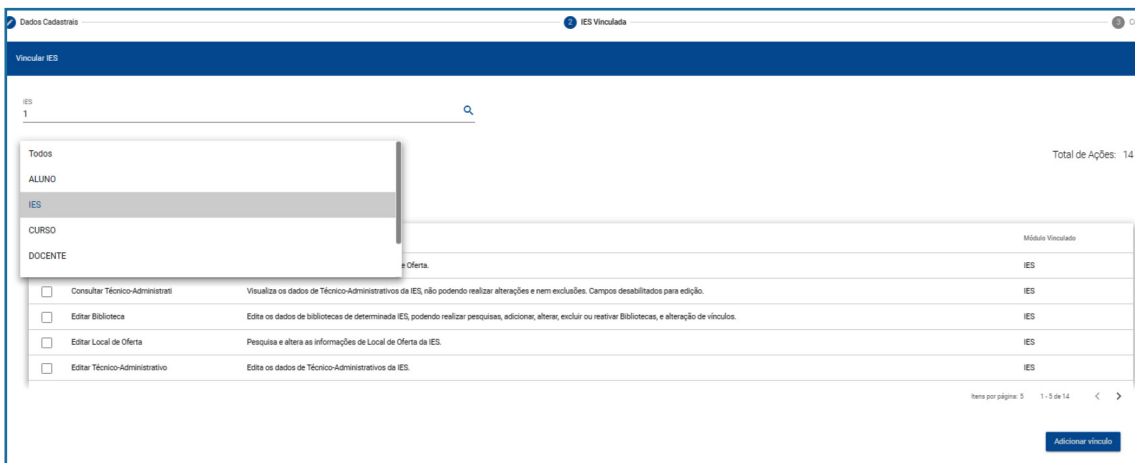 Dados Cadastrais
2 IES Vinculada
3
Vincular IES
IES
1
Todos
Total de Ações: 14
ALUNO
IES
CURSO
Módulo Vinculado
DOCENTE
Oferta. IES
Consultar Técnico-Administrati Visualiza os dados de Técnico-Administrativos da IES, não podendo realizar alterações e nem exclusões. Campos desabilitados para edição. IES
Editar Biblioteca Edita os dados de bibliotecas de determinada IES, podendo realizar pesquisas, adicionar, alterar, excluir ou reativar Bibliotecas, e alteração de vínculos. IES
Editar Local de Oferta Pesquisa e altera as informações de Local de Oferta da IES. IES
Editar Técnico-Administrativo Edita os dados de Técnico-Administrativos da IES. IES
Itens por página: 5 1 - 5 de 14
Adicionar vínculo